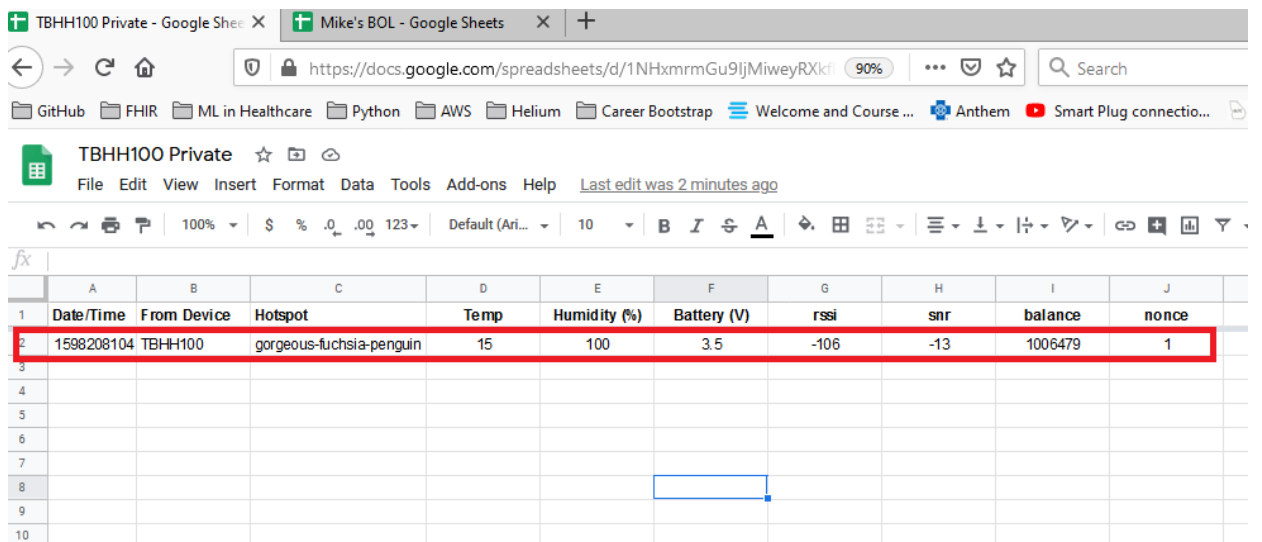 TBHH100 Private - Google Shee Mike's BOL - Google Sheets
https://docs.google.com/spreadsheets/d/1NHxmrmGu9IjMiweyRXkf 90% Search
GitHub FHIR ML in Healthcare Python AWS Helium Career Bootstrap Welcome and Course ... Anthem Smart Plug connectio...
TBHH100 Private
File Edit View Insert Format Data Tools Add-ons Help Last edit was 2 minutes ago
100% $ % .0 .00 123 Default (Ari... 10 B I S A
fx
A B C D E F G H I J
1 Date/Time From Device Hotspot Temp Humidity (%) Battery (V) rssi snr balance nonce
2 1598208104 TBHH100 gorgeous-fuchsia-penguin 15 100 3.5 -106 -13 1006479 1
3
4
5
6
7
8
9
10